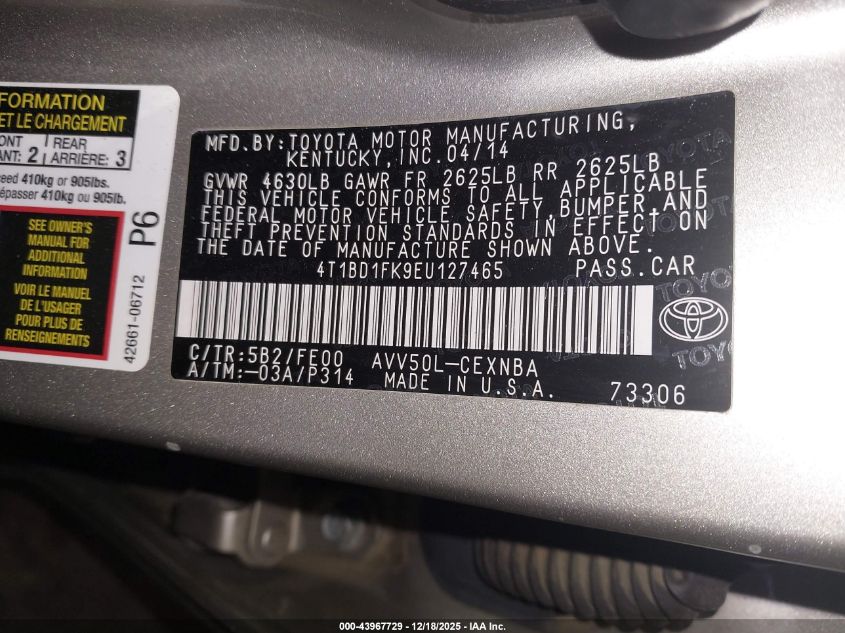 FORMATION
ET LE CHARGEMENT
ONT
ANT: 2
REAR
ARRIÈRE: 3
eed 410kg or 905lbs.
épasser 410kg ou 905lb.
SEE OWNER'S
MANUAL FOR
ADDITIONAL
INFORMATION
VOIR LE MANUEL
DE L'USAGER
POUR PLUS DE
RENSEIGNEMENTS
P6
42661-06712
MFD.BY:TOYOTA MOTOR MANUFACTURING,
KENTUCKY,INC.04/14
GVWR 4630LB GAWR FR 2625LB RR 2625LB
THIS VEHICLE CONFORMS TO ALL APPLICABLE
FEDERAL MOTOR VEHICLE SAFETY,BUMPER,AND
THEFT PREVENTION STANDARDS IN EFFECT ON
THE DATE OF MANUFACTURE SHOWN ABOVE.
4T1BD1FK9EU127465 PASS.CAR
C/TR:5B2/FE00 AVV50L-CEXNBA
A/TM:-03A/P314 MADE IN U.S.A.
73306
TOYOTA
000-43967729 - 12/18/2025 - IAA Inc.